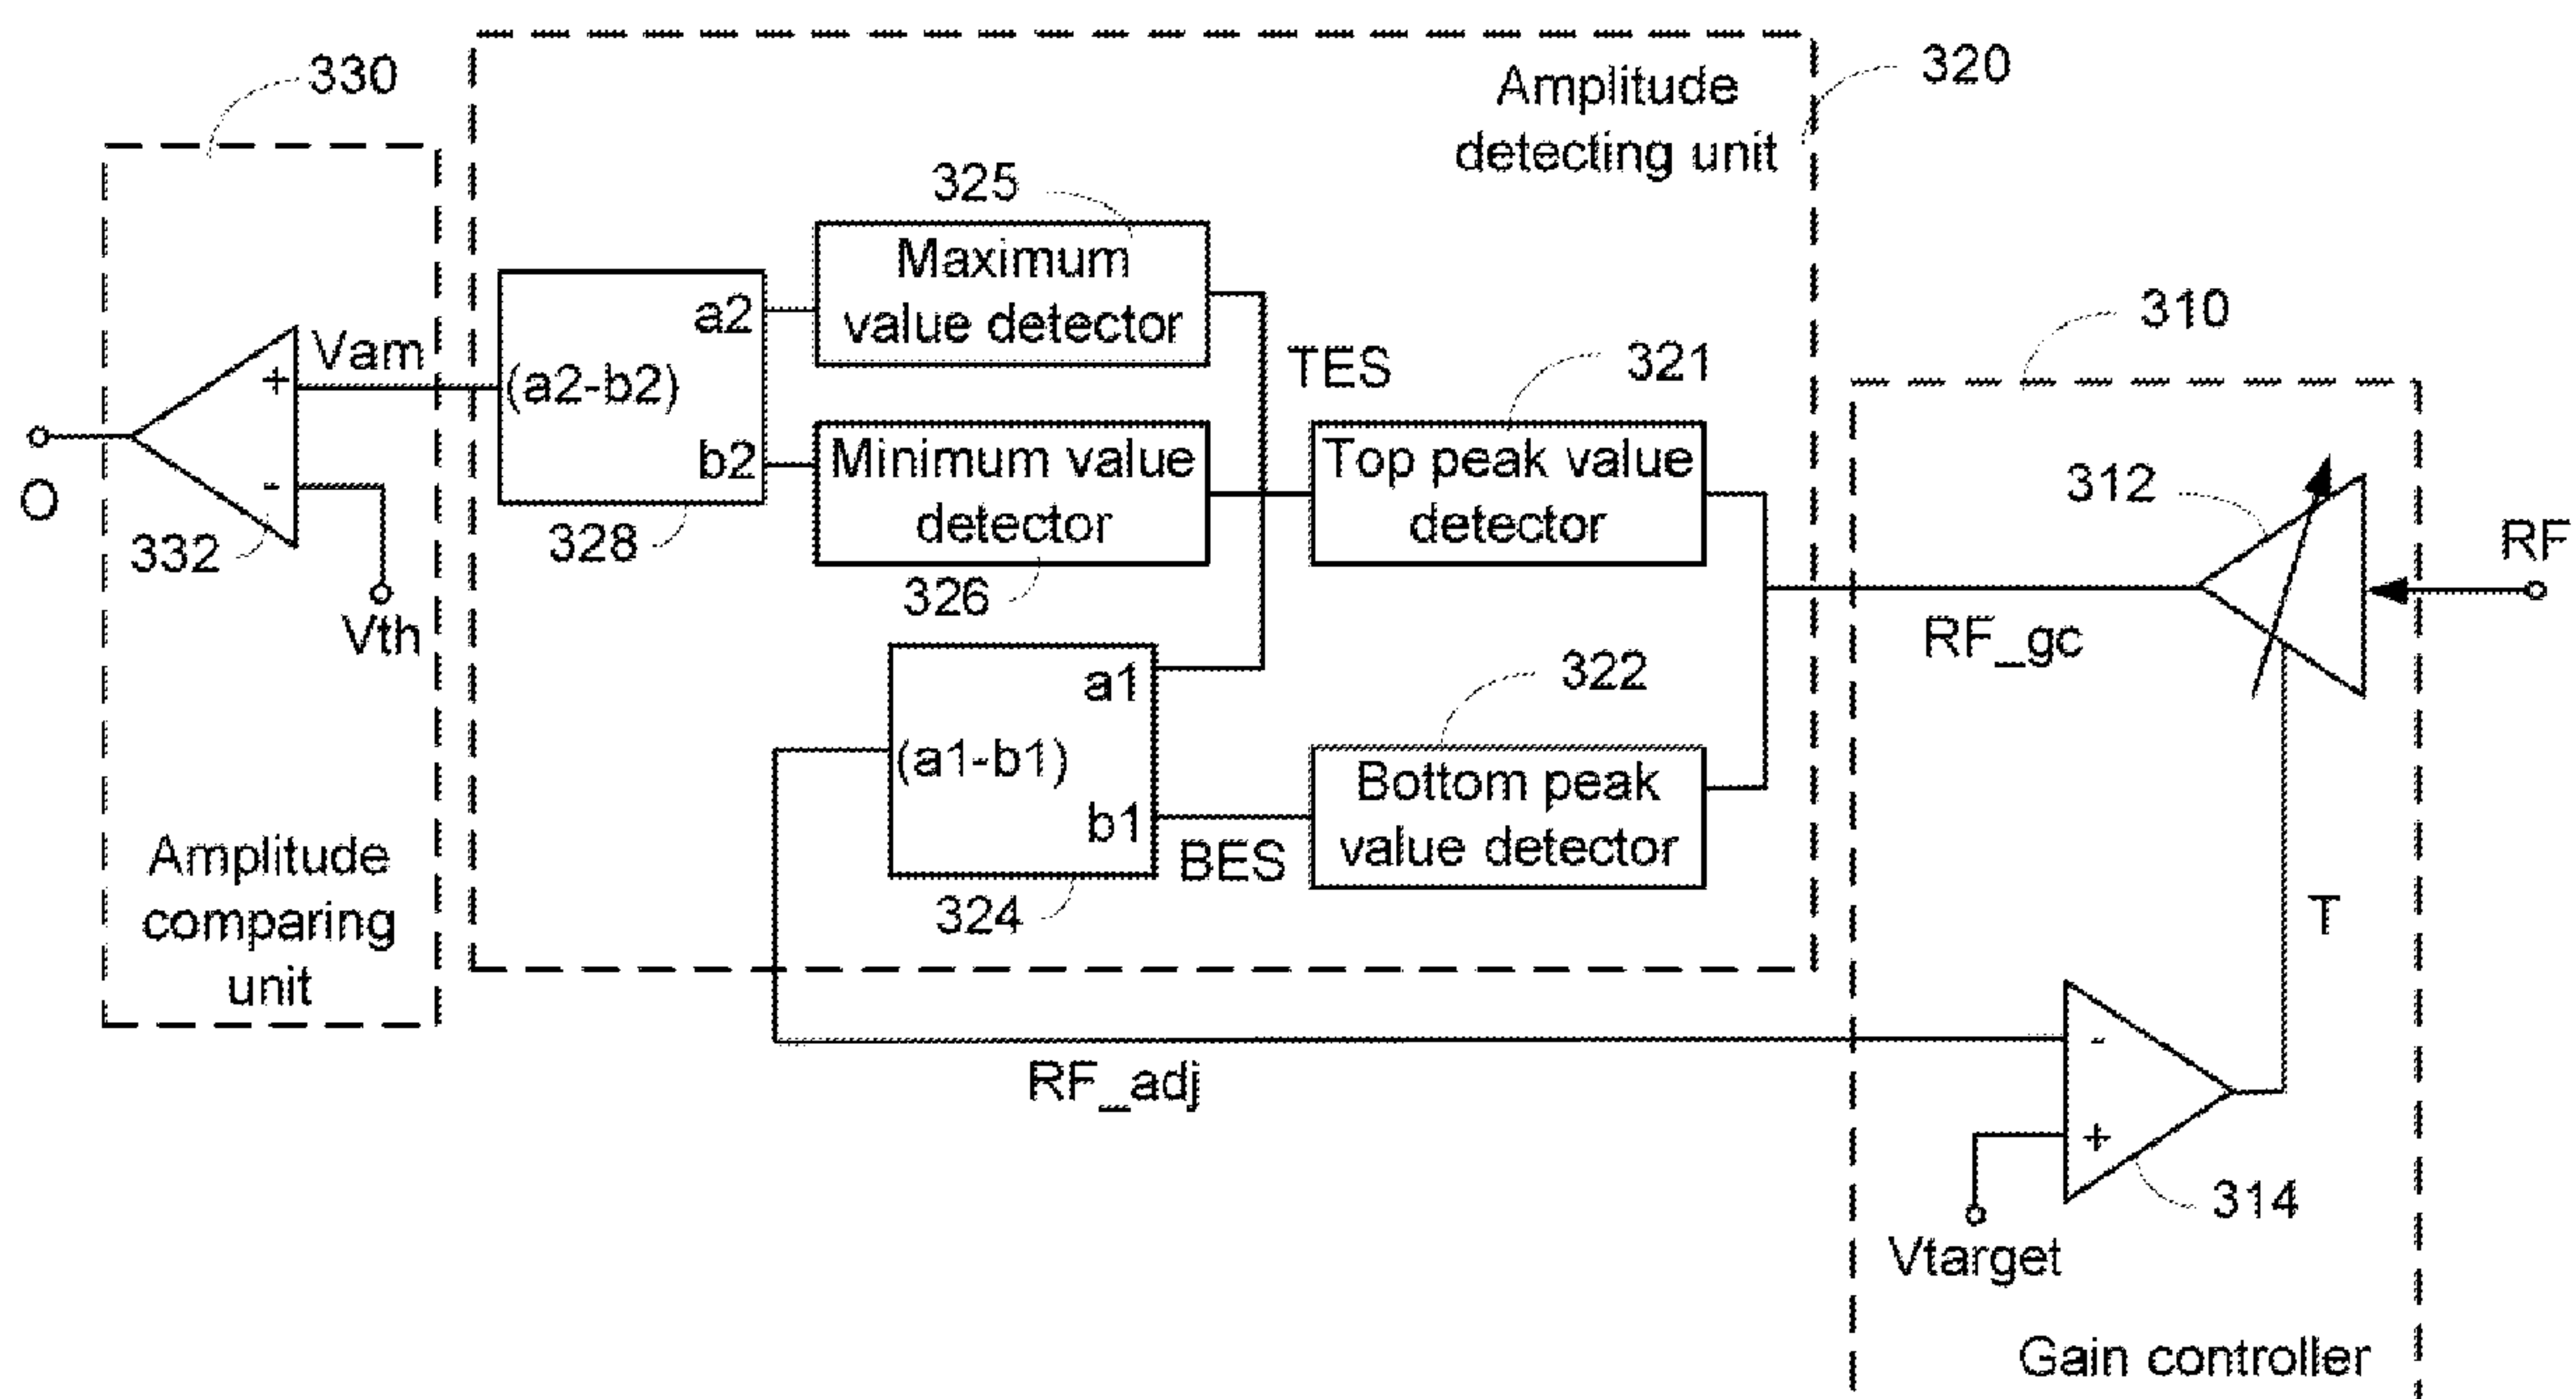 330
320
Amplitude
detecting unit
325
Maximum
value detector
a2
(a2-b2)
b2
328
Vam
+
-
O
332
Vth
TES
321
Minimum value
detector
326
Top peak value
detector
310
312
RF
RF_gc
a1
(a1-b1)
b1
324
BES
322
Bottom peak
value detector
T
Amplitude
comparing
unit
RF_adj
-
+
314
Vtarget
Gain controller